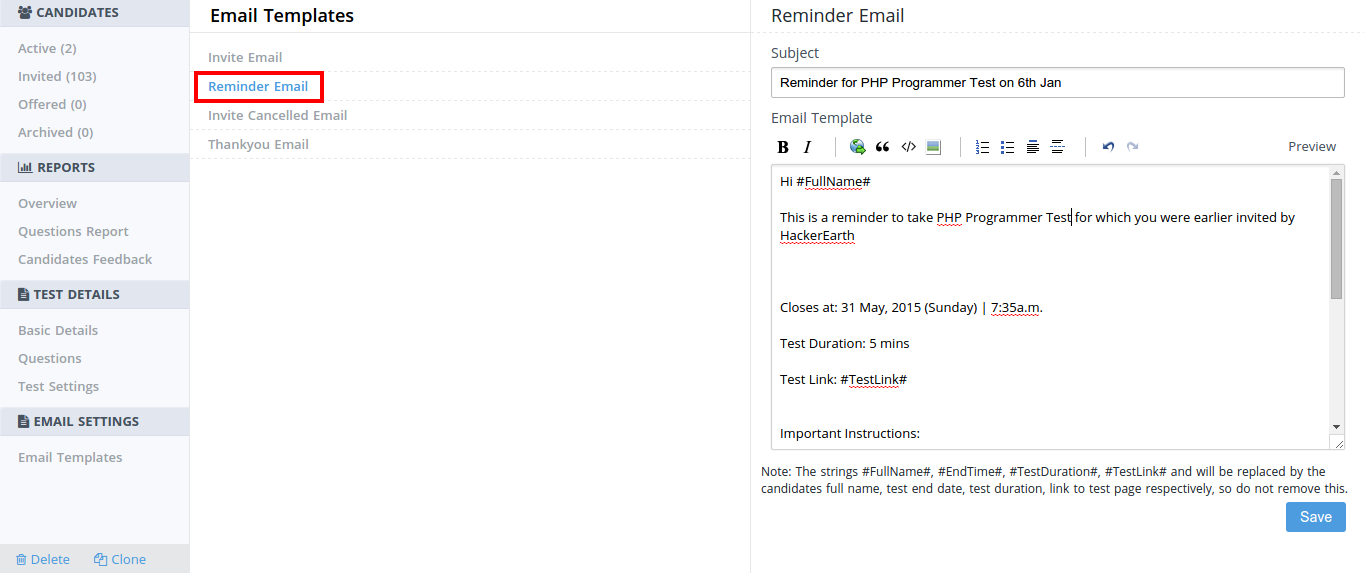 CANDIDATES
Active (2)
Invited (103)
Offered (0)
Archived (0)
REPORTS
Overview
Questions Report
Candidates Feedback
TEST DETAILS
Basic Details
Questions
Test Settings
EMAIL SETTINGS
Email Templates
Delete
Clone
Email Templates
Invite Email
Reminder Email
Invite Cancelled Email
Thankyou Email
Reminder Email
Subject
Reminder for PHP Programmer Test on 6th Jan
Email Template
B I Preview
Hi #FullName#
This is a reminder to take PHP Programmer Test for which you were earlier invited by
HackerEarth
Closes at: 31 May, 2015 (Sunday) | 7:35a.m.
Test Duration: 5 mins
Test Link: #TestLink#
Important Instructions:
Note: The strings #FullName#, #EndTime#, #TestDuration#, #TestLink# and will be replaced by the
candidates full name, test end date, test duration, link to test page respectively, so do not remove this.
Save